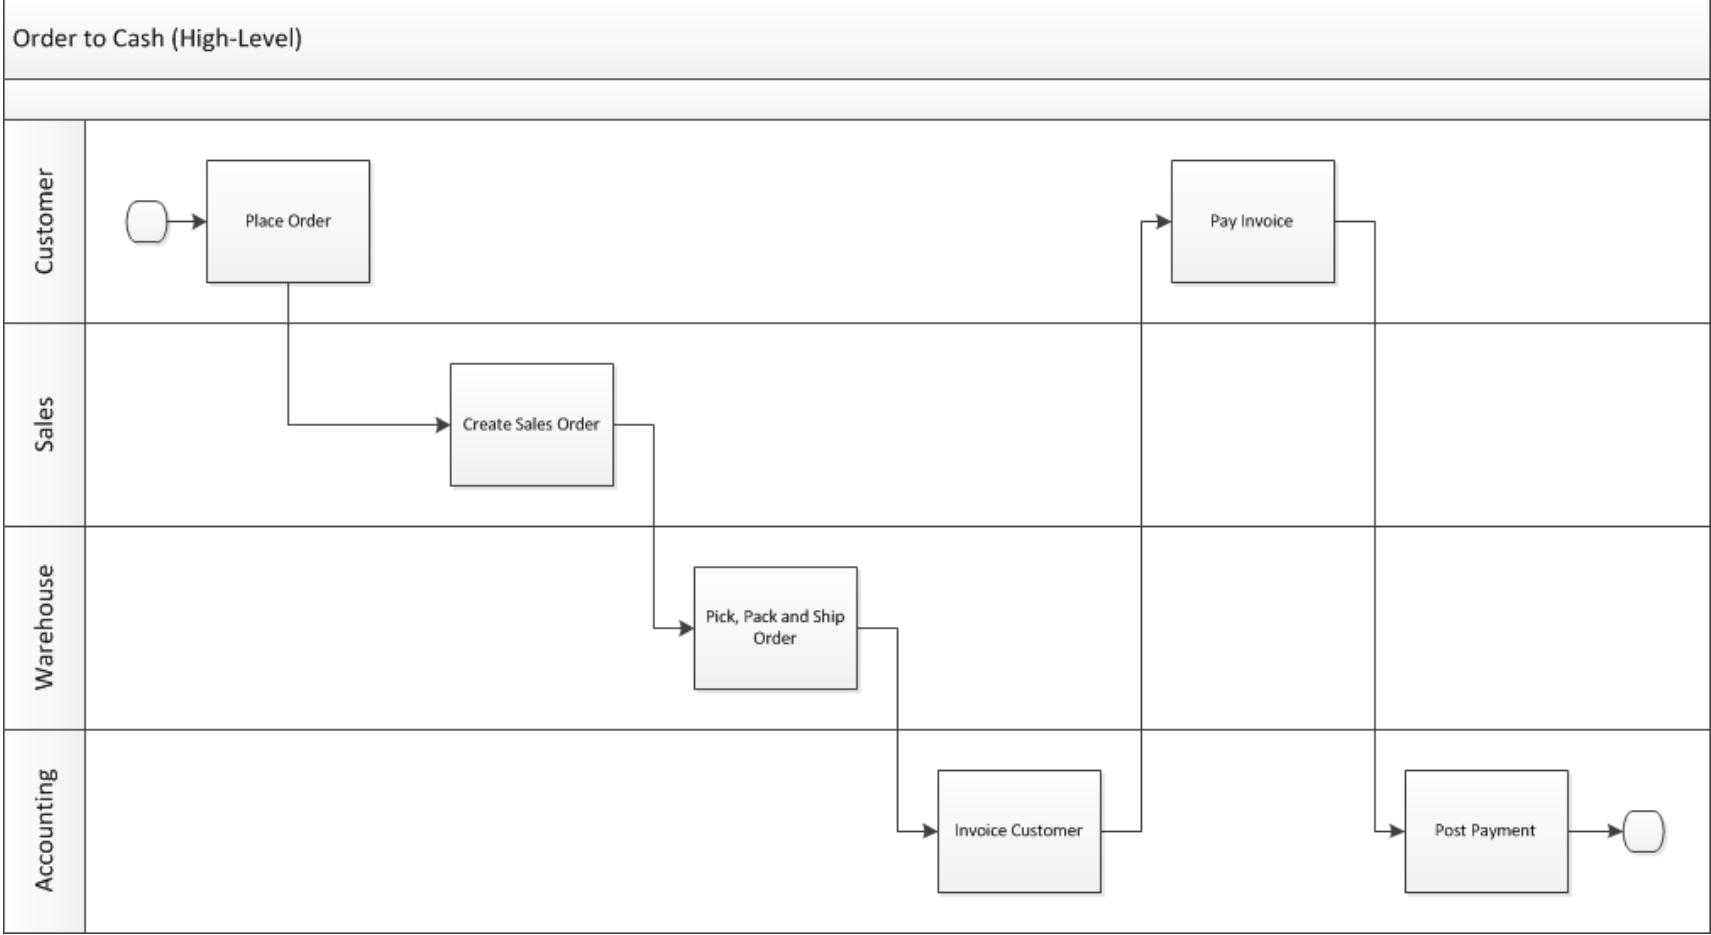 Order to Cash (High-Level)
Customer
Place Order
Pay Invoice
Sales
Create Sales Order
Warehouse
Pick, Pack and Ship
Order
Accounting
Invoice Customer
Post Payment